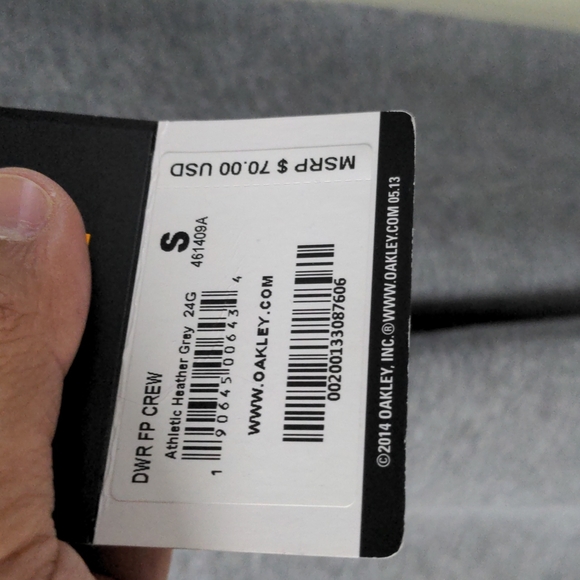 DWR FP CREW
Athletic Heather Grey 24G
461409A
S
1 90645 00643 4
WWW.OAKLEY.COM
00200133087606
MSRP $ 70.00 USD
©2014 OAKLEY, INC.®WWW.OAKLEY.COM 05.13